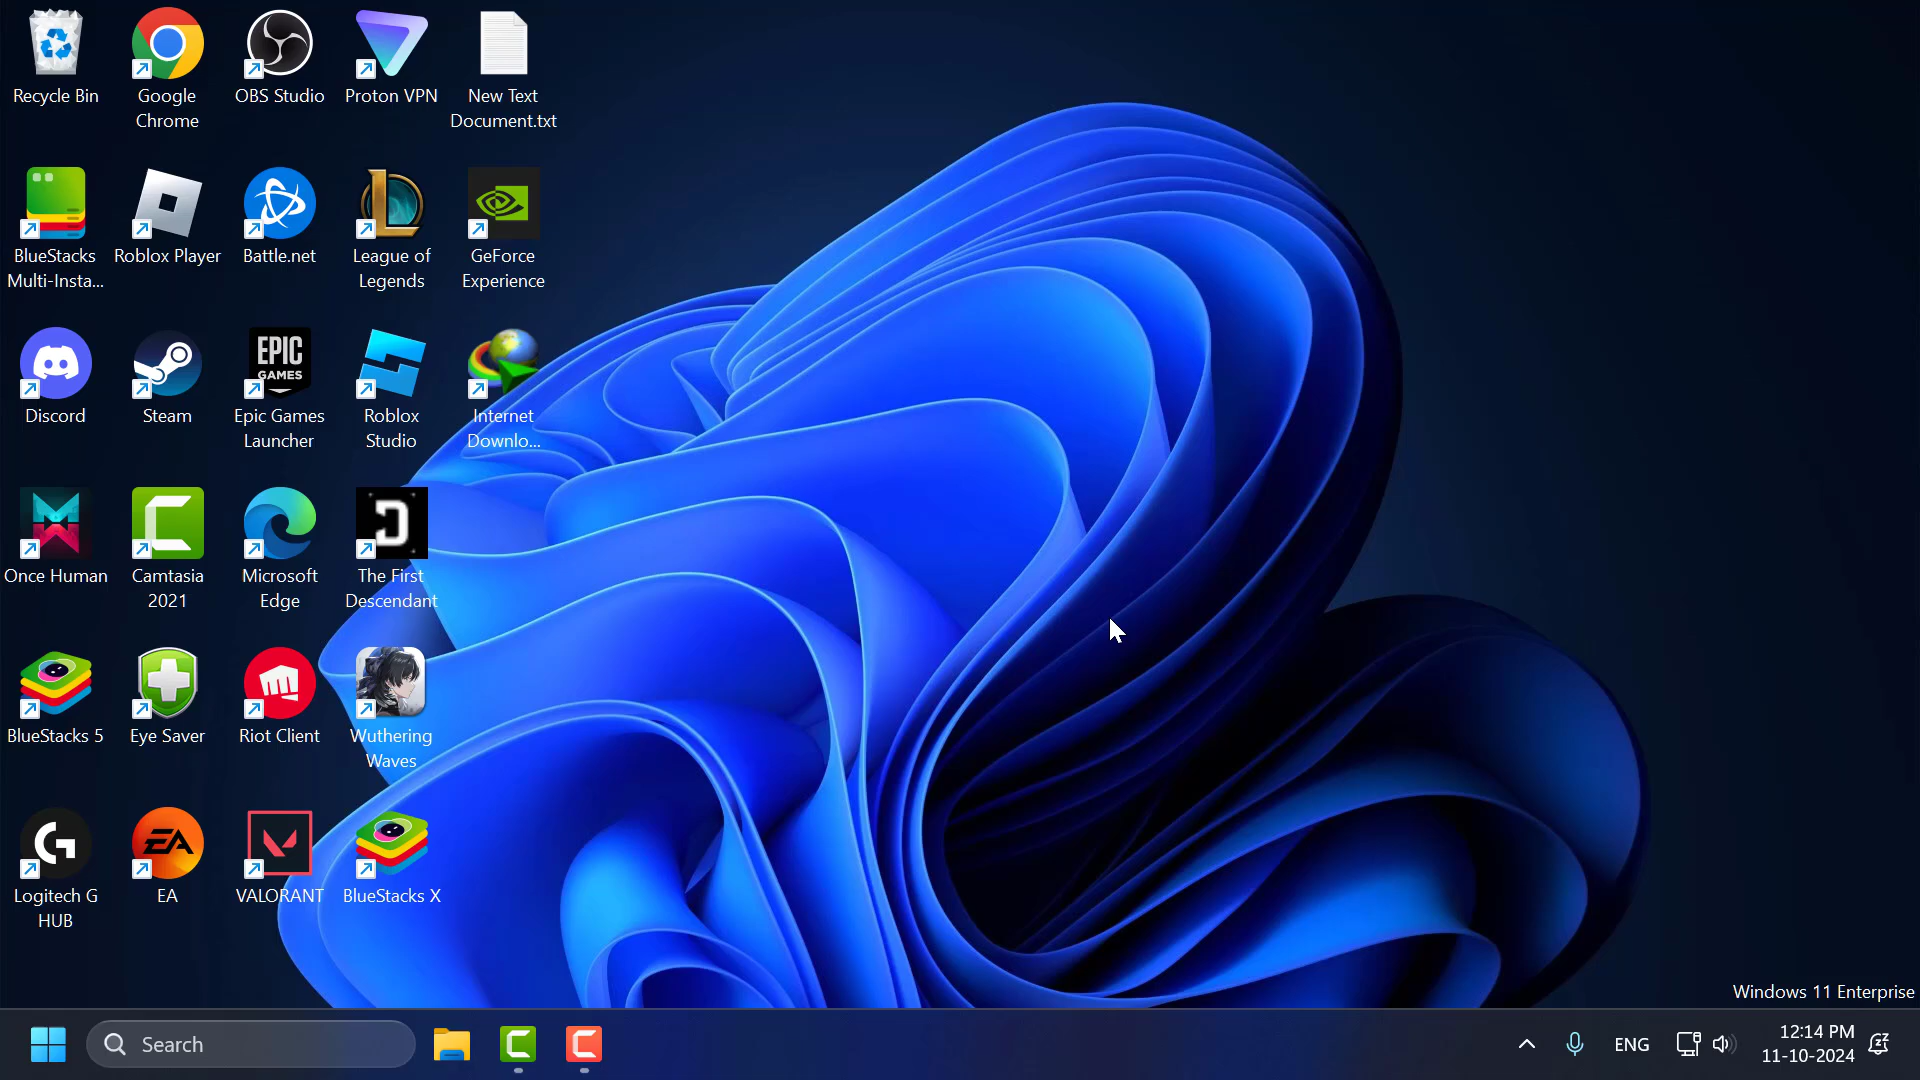 Recycle Bin
Google
Chrome
OBS Studio
Proton VPN
New Text
Document.txt
BlueStacks
Multi-Insta...
Roblox Player
Battle.net
League of
Legends
GeForce
Experience
Discord
Steam
EPIC
GAMES
Epic Games
Launcher
Roblox
Studio
Internet
Downlo...
Once Human
Camtasia
2021
Microsoft
Edge
The First
Descendant
BlueStacks 5
Eye Saver
Riot Client
Wuthering
Waves
Logitech G
HUB
EA
EA
VALORANT
BlueStacks X
Windows 11 Enterprise
Search
ENG
12:14 PM
11-10-2024